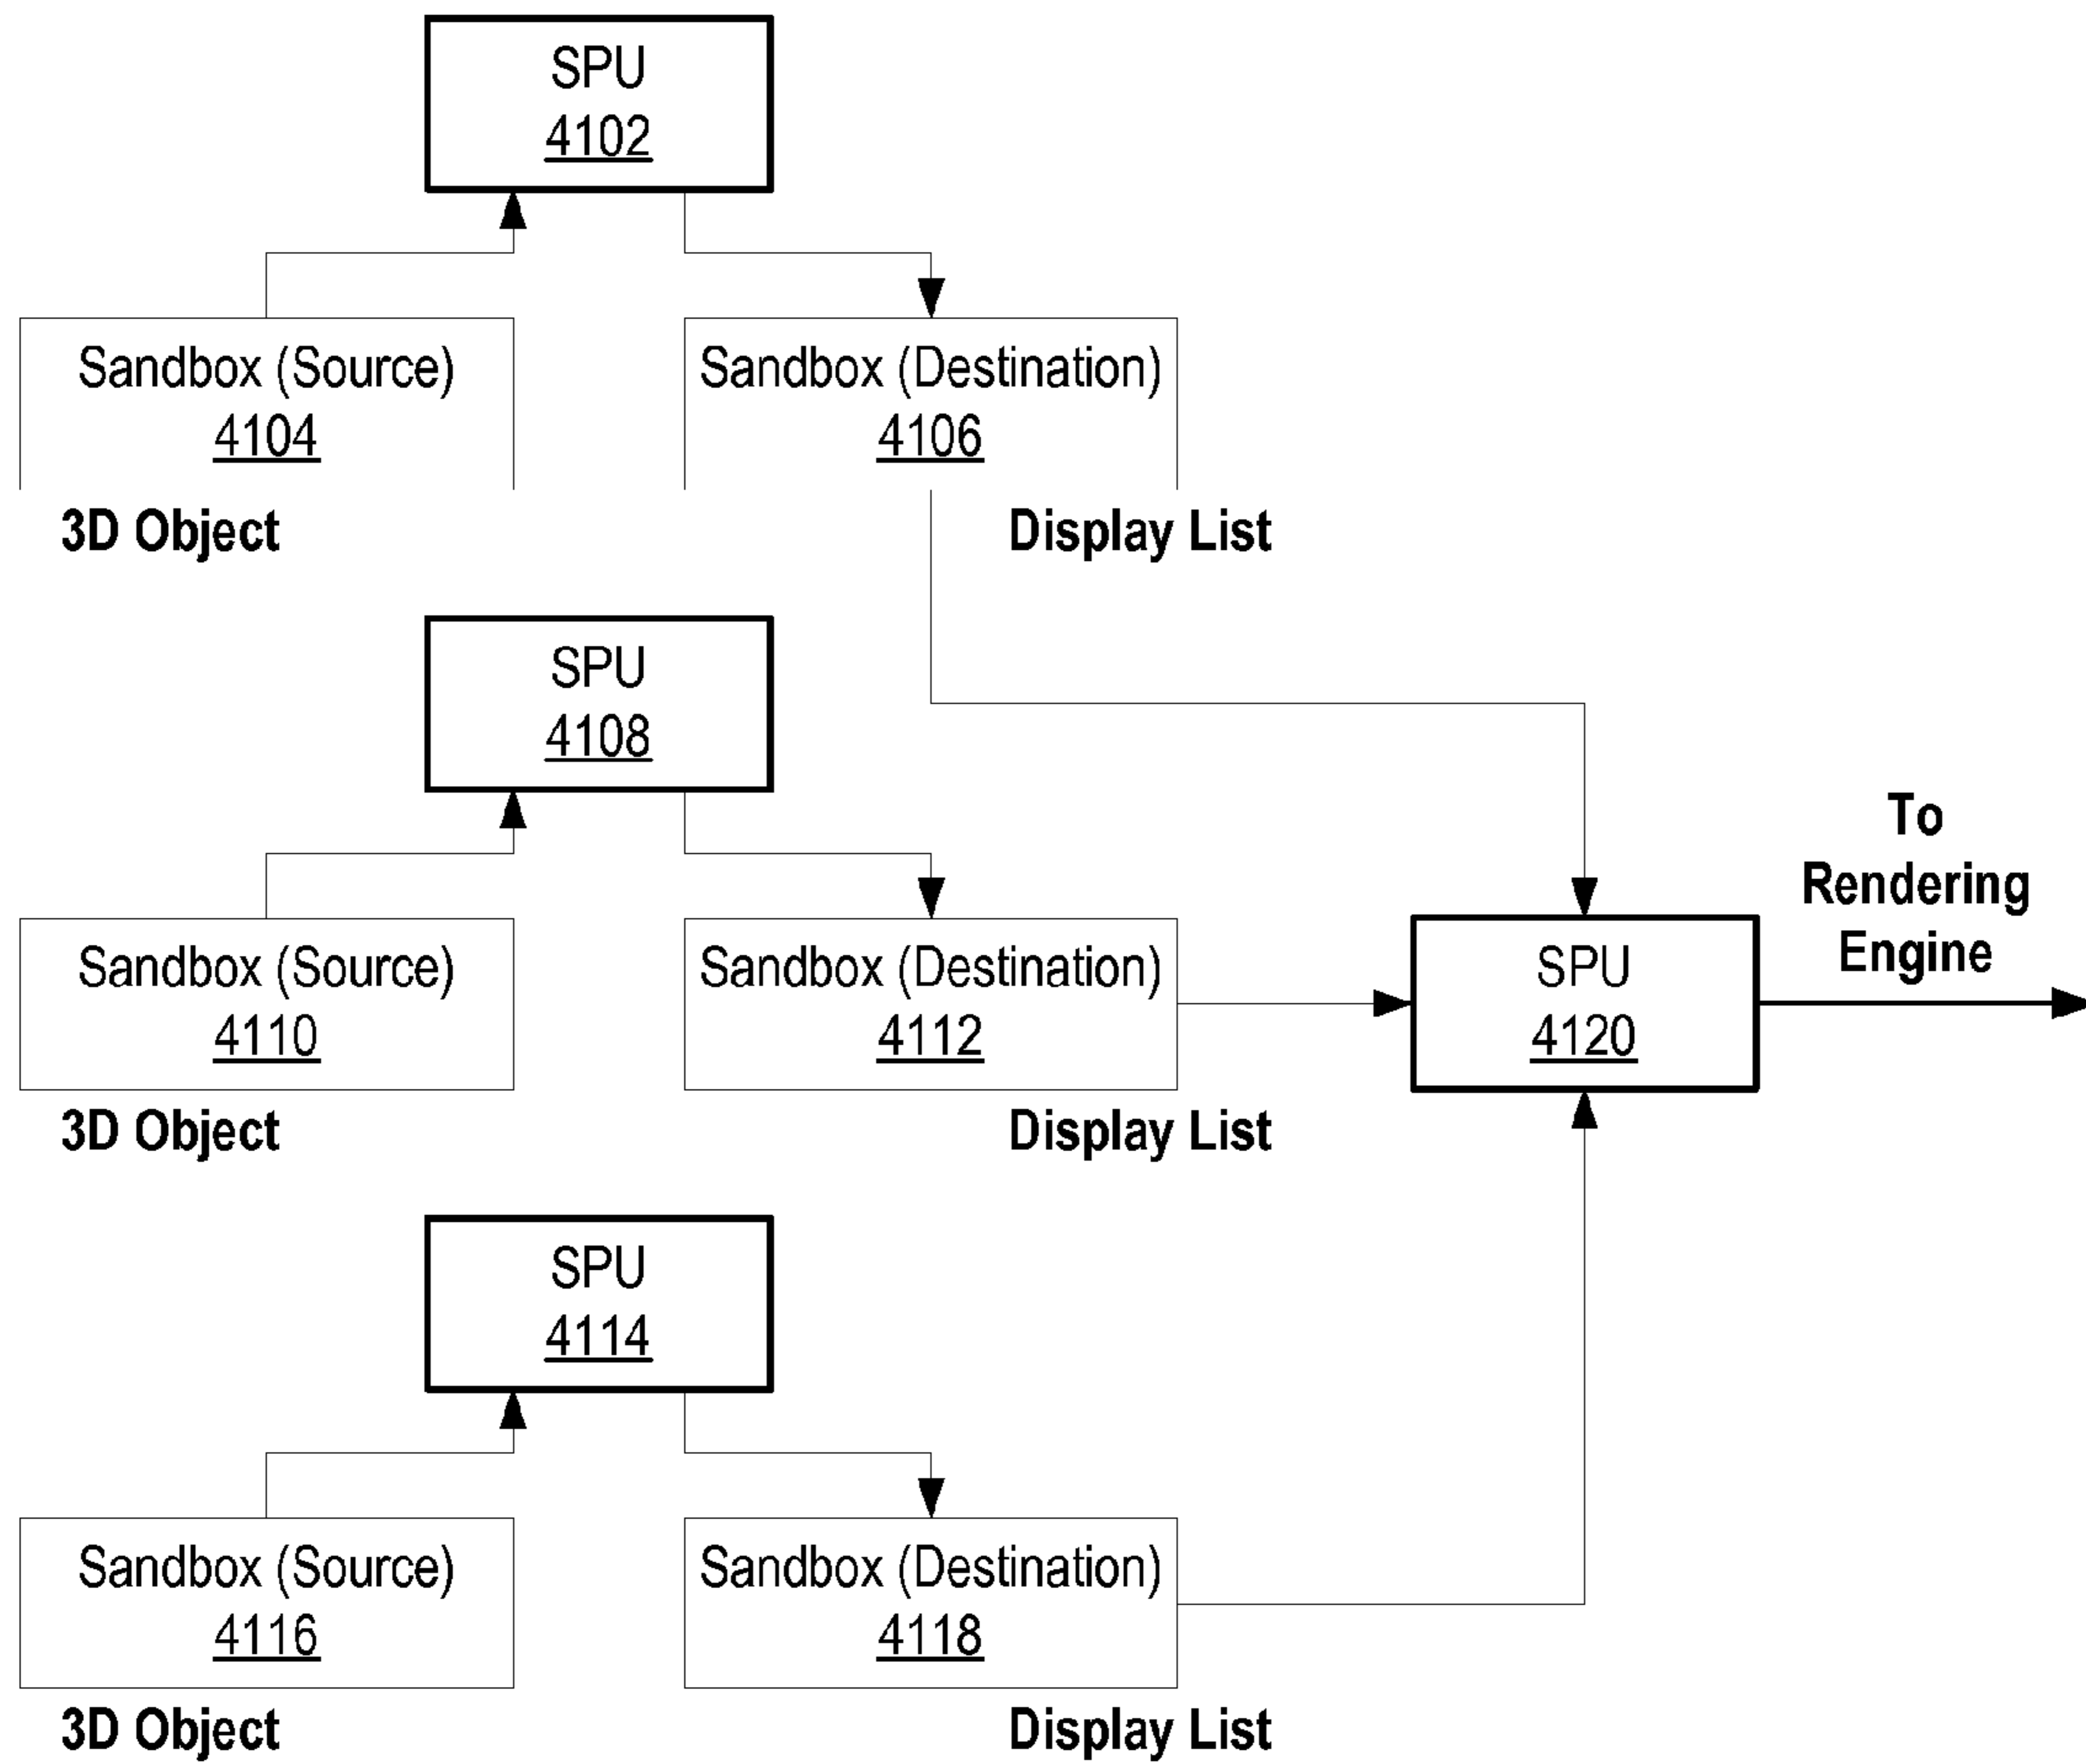 SPU
4102
Sandbox (Source)
4104
3D Object
Sandbox (Destination)
4106
Display List
SPU
4108
Sandbox (Source)
4110
3D Object
Sandbox (Destination)
4112
Display List
SPU
4114
Sandbox (Source)
4116
3D Object
Sandbox (Destination)
4118
Display List
SPU
4120
To
Rendering
Engine